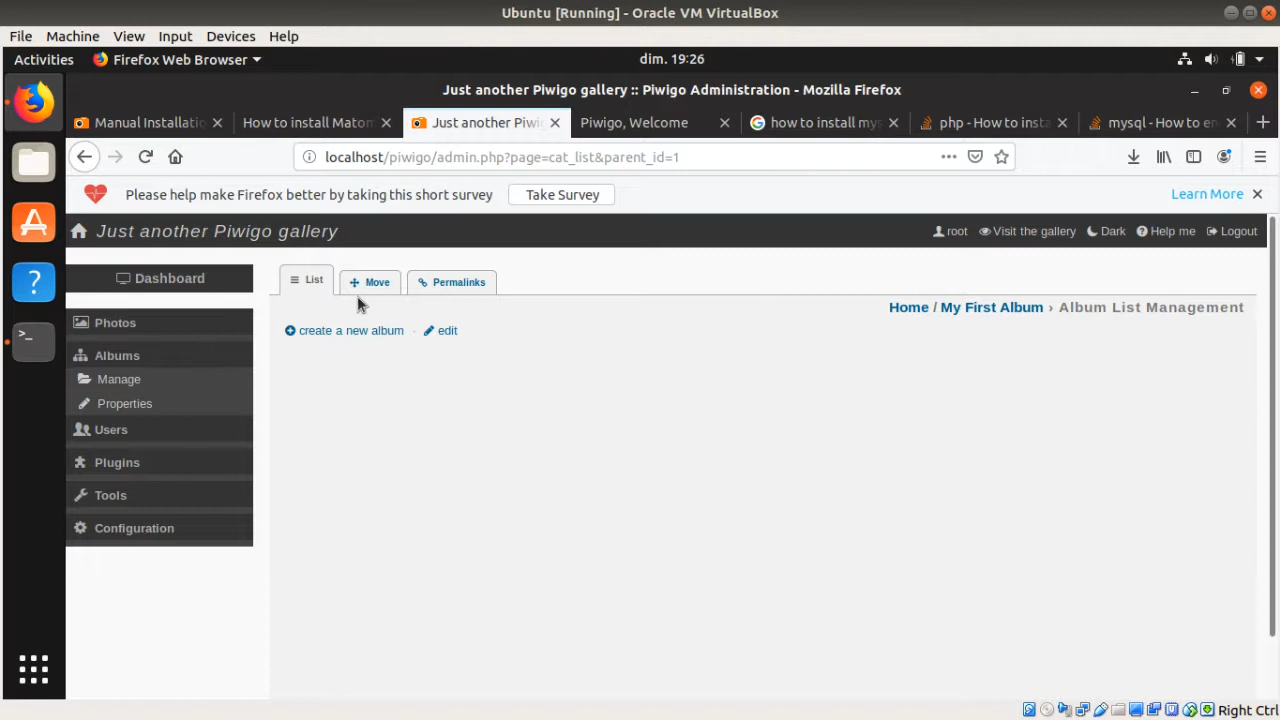 Ubuntu [Running] - Oracle VM VirtualBox
File Machine View Input Devices Help
Activities Firefox Web Browser dim. 19:26
Just another Piwigo gallery :: Piwigo Administration - Mozilla Firefox
Manual Installati How to install Matom Just another Piwi Piwigo, Welcome how to install mys php - How to insta mysql - How to en
localhost/piwigo/admin.php?page=cat_list&parent_id=1
Please help make Firefox better by taking this short survey Take Survey Learn More
Just another Piwigo gallery root Visit the gallery Dark Help me Logout
Dashboard List Move Permalinks
Home / My First Album › Album List Management
Photos create a new album · edit
Albums
Manage
Properties
Users
Plugins
Tools
Configuration
Right Ctrl